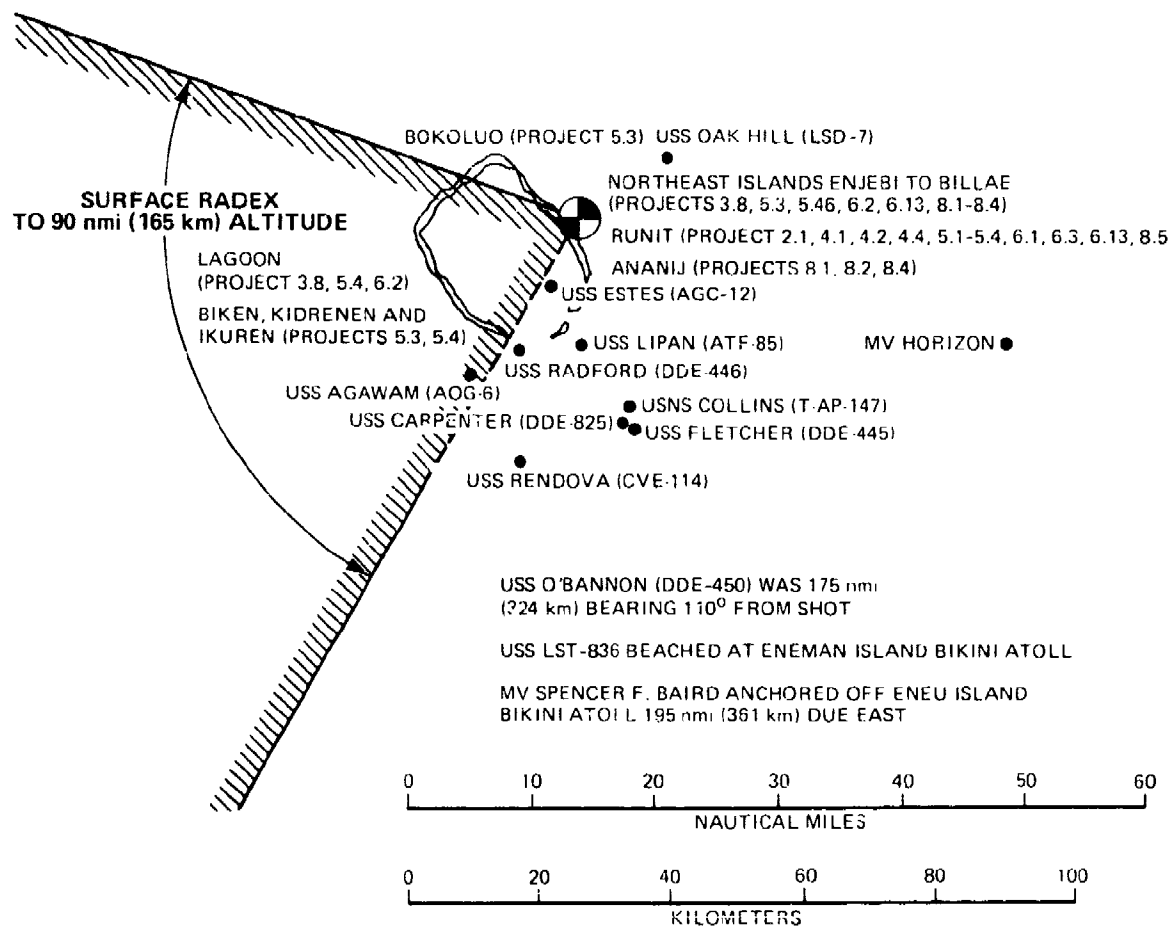 BOKOLUO (PROJECT 5.3) USS OAK HILL (LSD-7)
NORTHEAST ISLANDS ENJEBI TO BILLAE
(PROJECTS 3.8, 5.3, 5.46, 6.2, 6.13, 8.1-8.4)
RUNIT (PROJECT 2.1, 4.1, 4.2, 4.4, 5.1-5.4, 6.1, 6.3, 6.13, 8.5
ANANIJ (PROJECTS 8.1, 8.2, 8.4)
SURFACE RADEX
TO 90 nmi (165 km) ALTITUDE
LAGOON
(PROJECT 3.8, 5.4, 6.2)
BIKEN, KIDRENEN AND
IKUREN (PROJECTS 5.3, 5.4)
USS ESTES (AGC-12)
USS LIPAN (ATF-85)
MV HORIZON
USS RADFORD (DDE-446)
USS AGAWAM (AOG-6)
USNS COLLINS (T-AP-147)
USS CARPENTER (DDE-825)
USS FLETCHER (DDE-445)
USS RENDOVA (CVE-114)
USS O'BANNON (DDE-450) WAS 175 nmi
(324 km) BEARING 110⁰ FROM SHOT
USS LST-836 BEACHED AT ENEMAN ISLAND BIKINI ATOLL
MV SPENCER F. BAIRD ANCHORED OFF ENEU ISLAND
BIKINI ATOLL 195 nmi (361 km) DUE EAST
0 10 20 30 40 50 60
NAUTICAL MILES
0 20 40 60 80 100
KILOMETERS